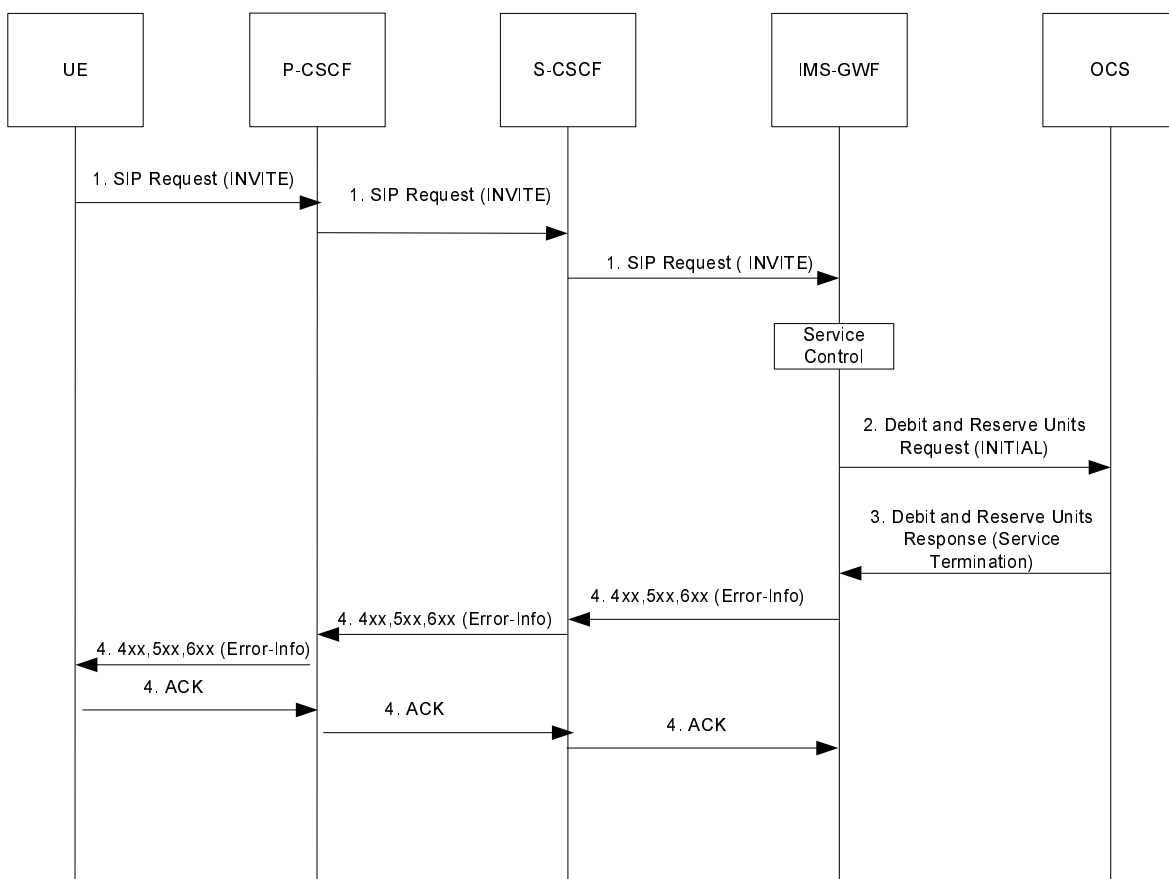 UE
P-CSCF
S-CSCF
IMS-GWF
OCS
1. SIP Request (INVITE)
1. SIP Request (INVITE)
1. SIP Request ( INVITE)
Service
Control
2. Debit and Reserve Units
Request (INITIAL)
3. Debit and Reserve Units
Response (Service
Termination)
4. 4xx,5xx,6xx (Error-Info)
4. 4xx,5xx,6xx (Error-Info)
4. 4xx,5xx,6xx (Error-Info)
4. ACK
4. ACK
4. ACK